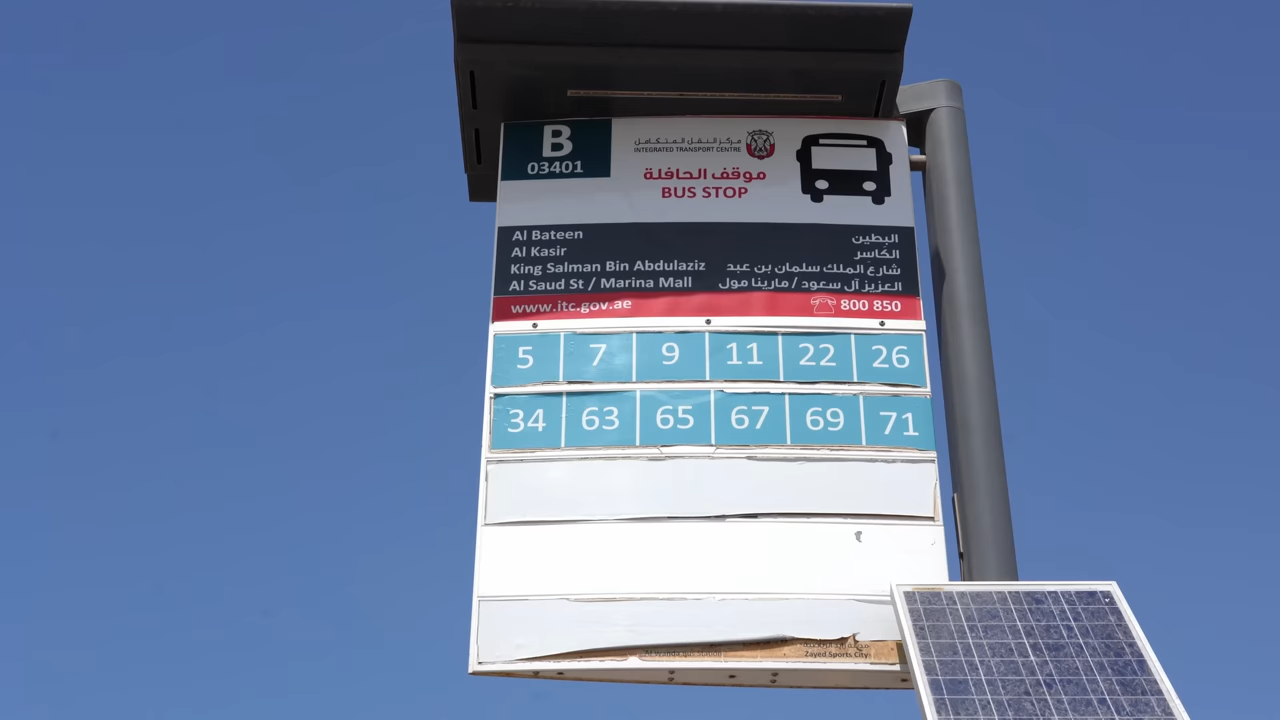 B
03401
مركز النقل المتكامل
INTEGRATED TRANSPORT CENTRE
موقف الحافلة
BUS STOP
Al Bateen
البطين
Al Kasir
الكاسر
King Salman Bin Abdulaziz
شارع الملك سلمان بن عبد
Al Saud St / Marina Mall
العزيز آل سعود / مارينا مول
www.itc.gov.ae
800 850
5 7 9 11 22 26
34 63 65 67 69 71
Zayed Sports City